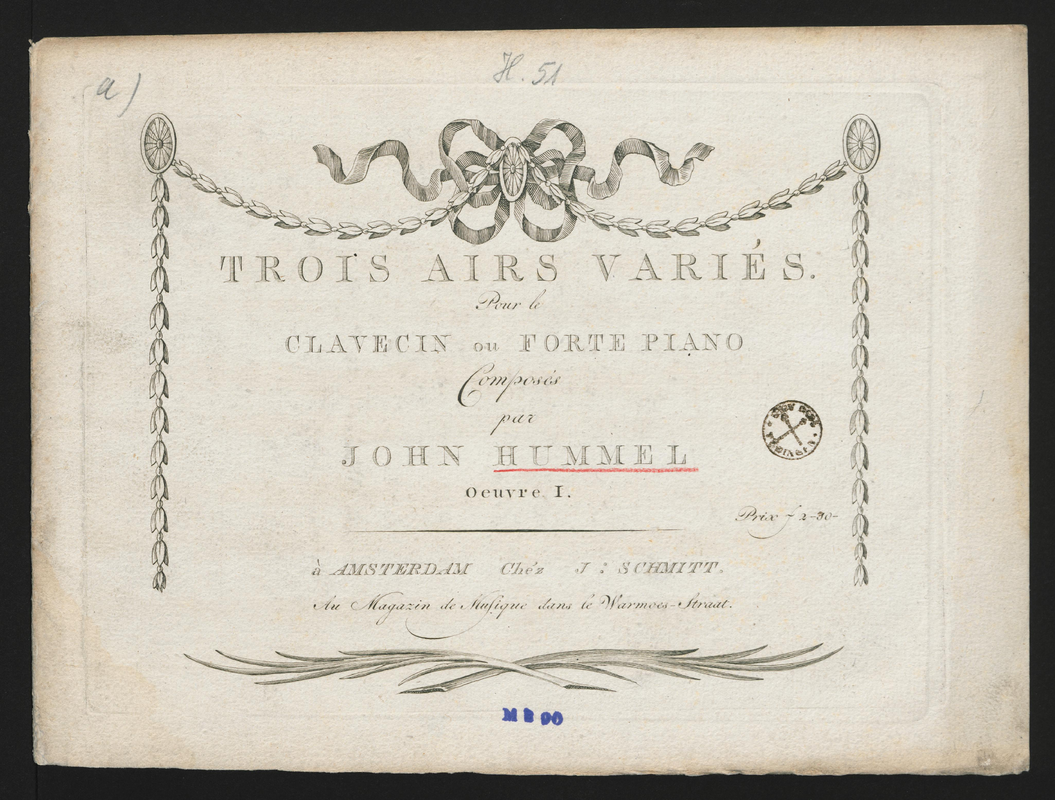 a)
H. 51
TROIS AIRS VARIÉS.
Pour le
CLAVECIN ou FORTE PIANO
Composés
par
JOHN HUMMEL
Oeuvre I.
Prix f 2-30-
à AMSTERDAM Chéz J: SCHMITT.
Au Magazin de Musique dans le Warmoes-Straat.